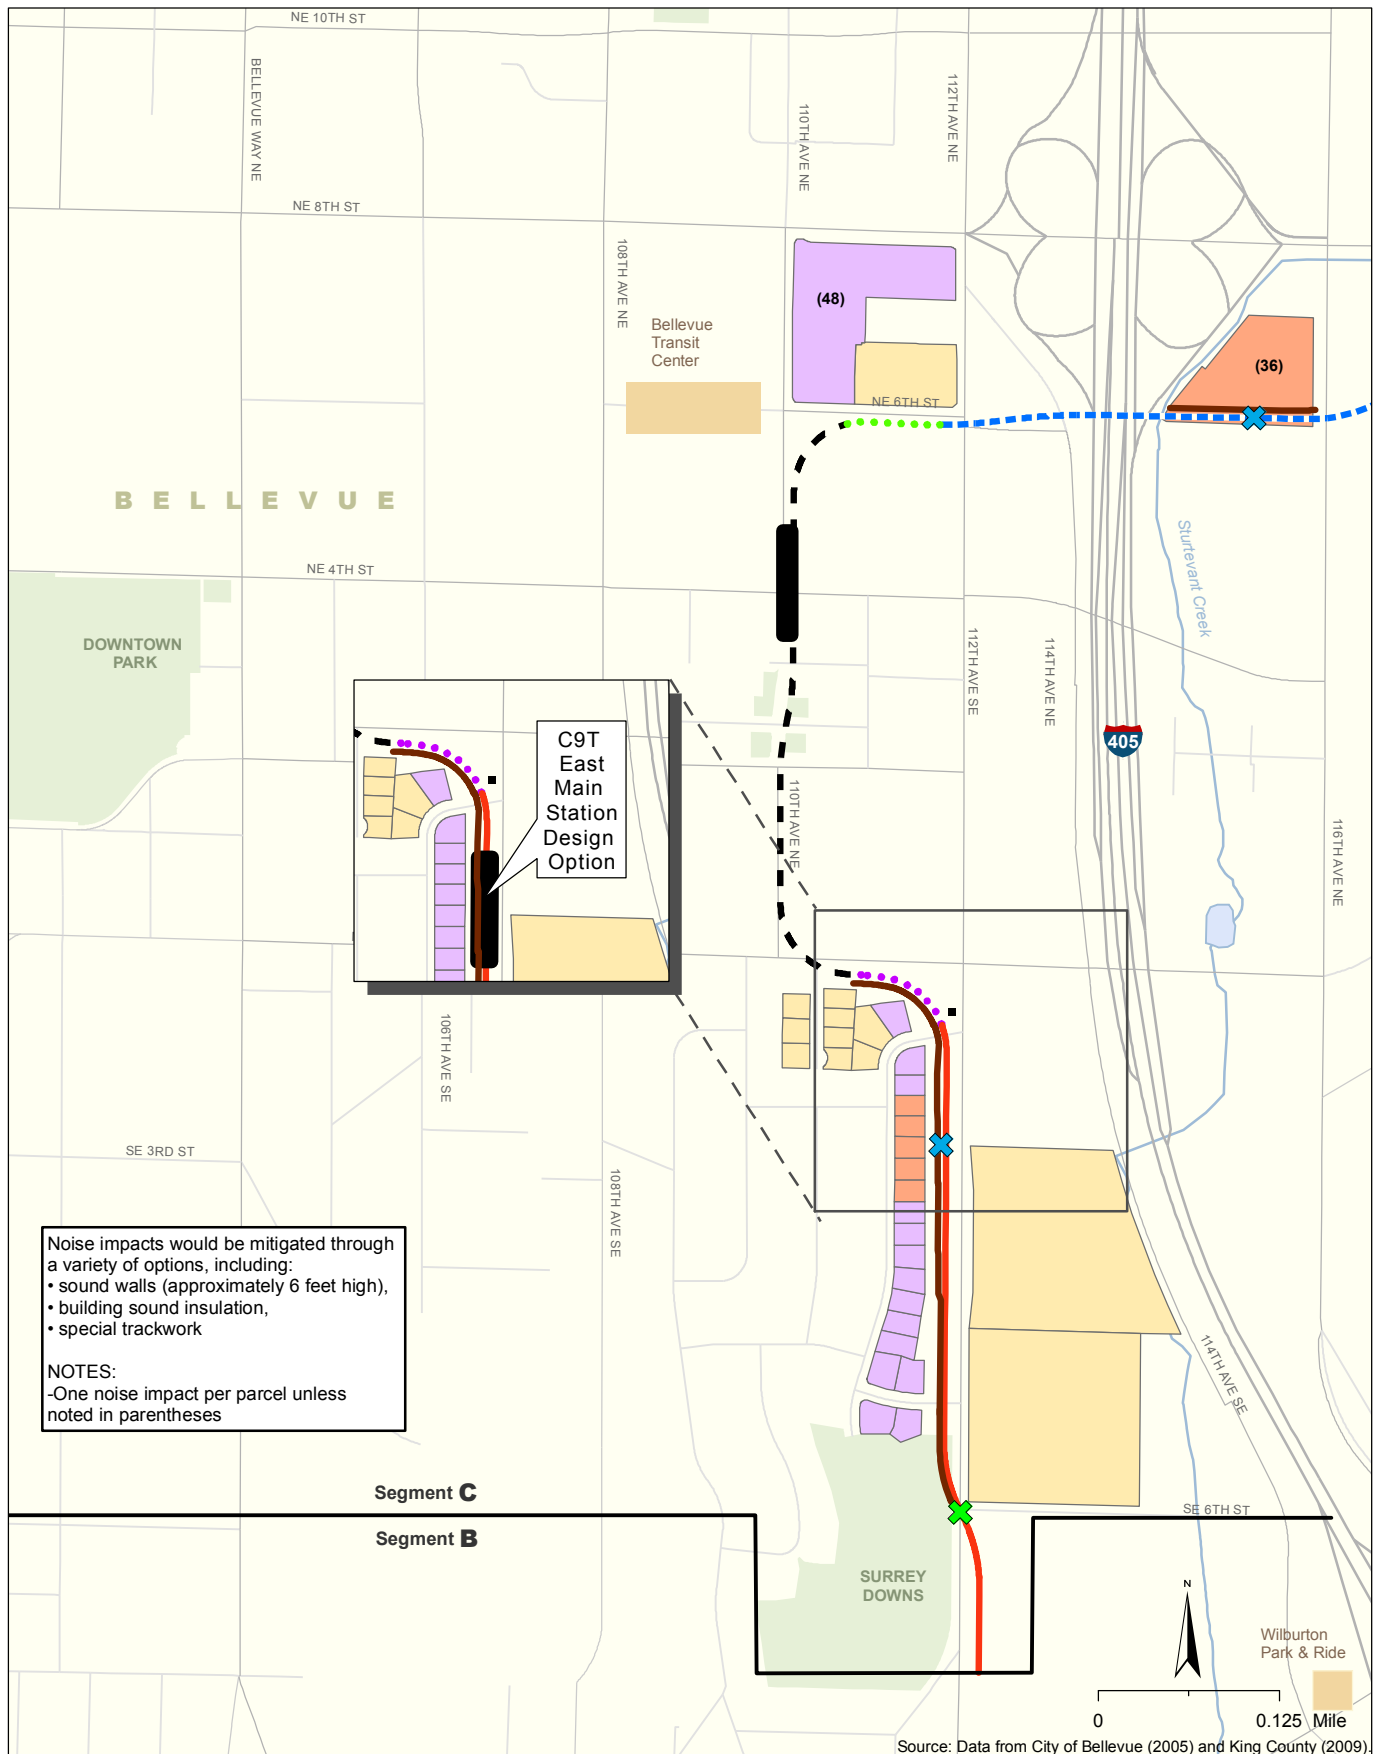 NE 10TH ST
BELLEVUE WAY NE
110TH AVE NE
112TH AVE NE
NE 8TH ST
108TH AVE NE
(48)
Bellevue
Transit
Center
(36)
NE 6TH ST
BELLEVUE
Sturtevant Creek
NE 4TH ST
DOWNTOWN
PARK
112TH AVE SE
114TH AVE NE
405
C9T
East
Main
Station
Design
Option
110TH AVE NE
116TH AVE NE
106TH AVE SE
SE 3RD ST
108TH AVE SE
Noise impacts would be mitigated through
a variety of options, including:
• sound walls (approximately 6 feet high),
• building sound insulation,
• special trackwork
NOTES:
-One noise impact per parcel unless
noted in parentheses
114TH AVE SE
Segment C
Segment B
SE 6TH ST
SURREY
DOWNS
N
Wilburton
Park & Ride
0 0.125 Mile
Source: Data from City of Bellevue (2005) and King County (2009).